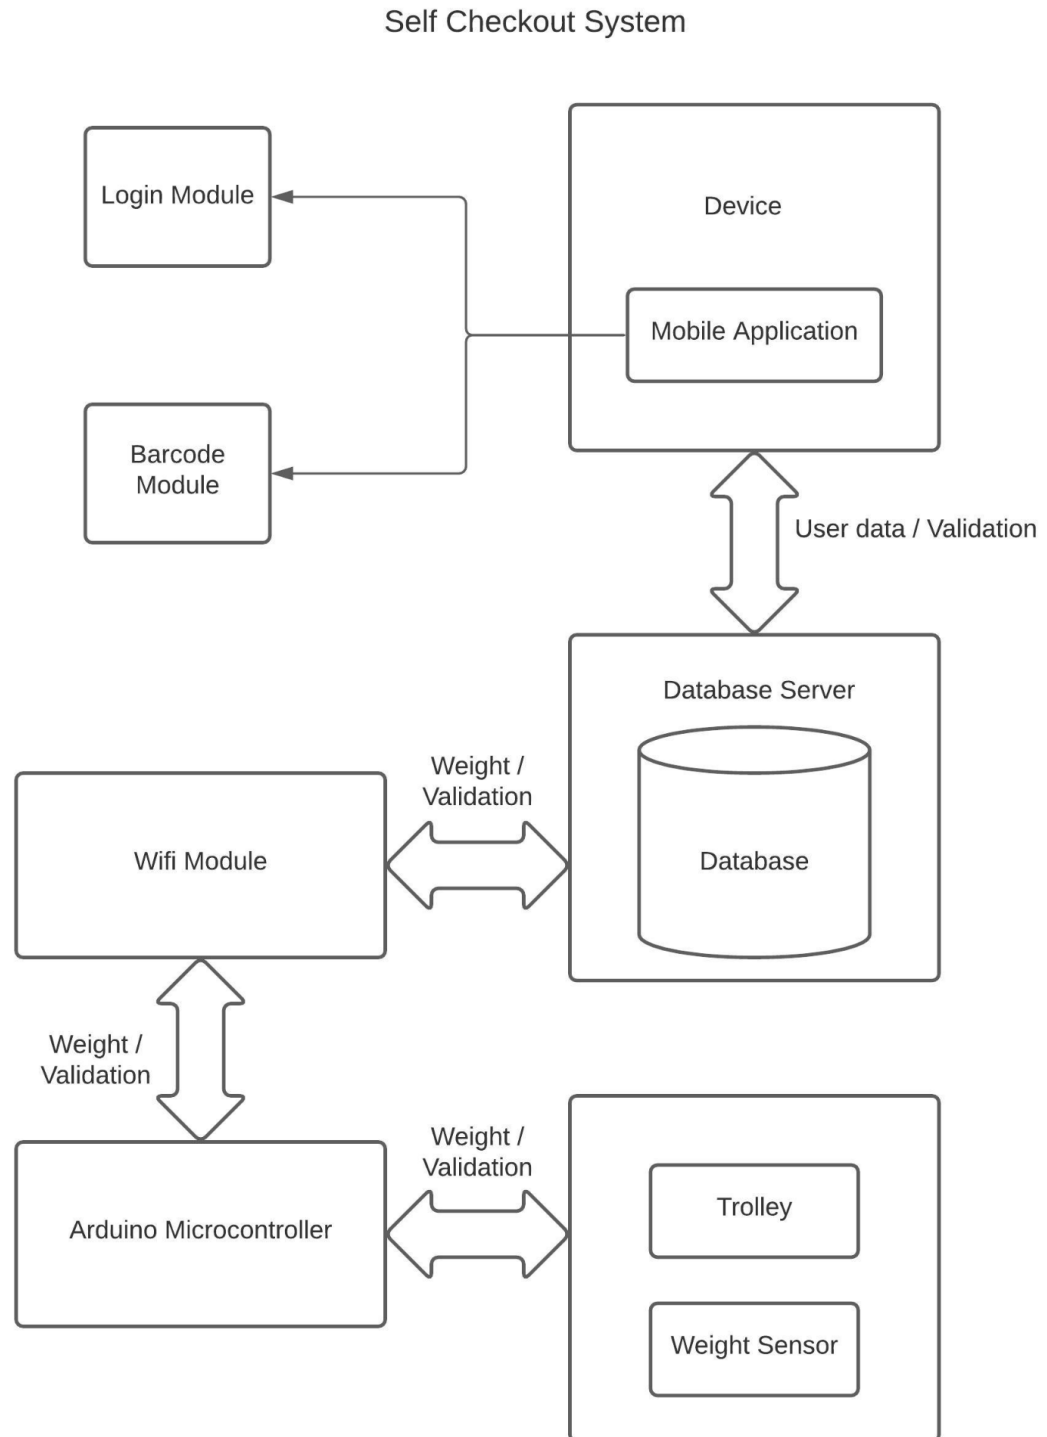 Self Checkout System
Login Module
Device
Mobile Application
Barcode
Module
User data / Validation
Database Server
Weight /
Validation
Wifi Module
Database
Weight /
Validation
Weight /
Validation
Arduino Microcontroller
Trolley
Weight Sensor